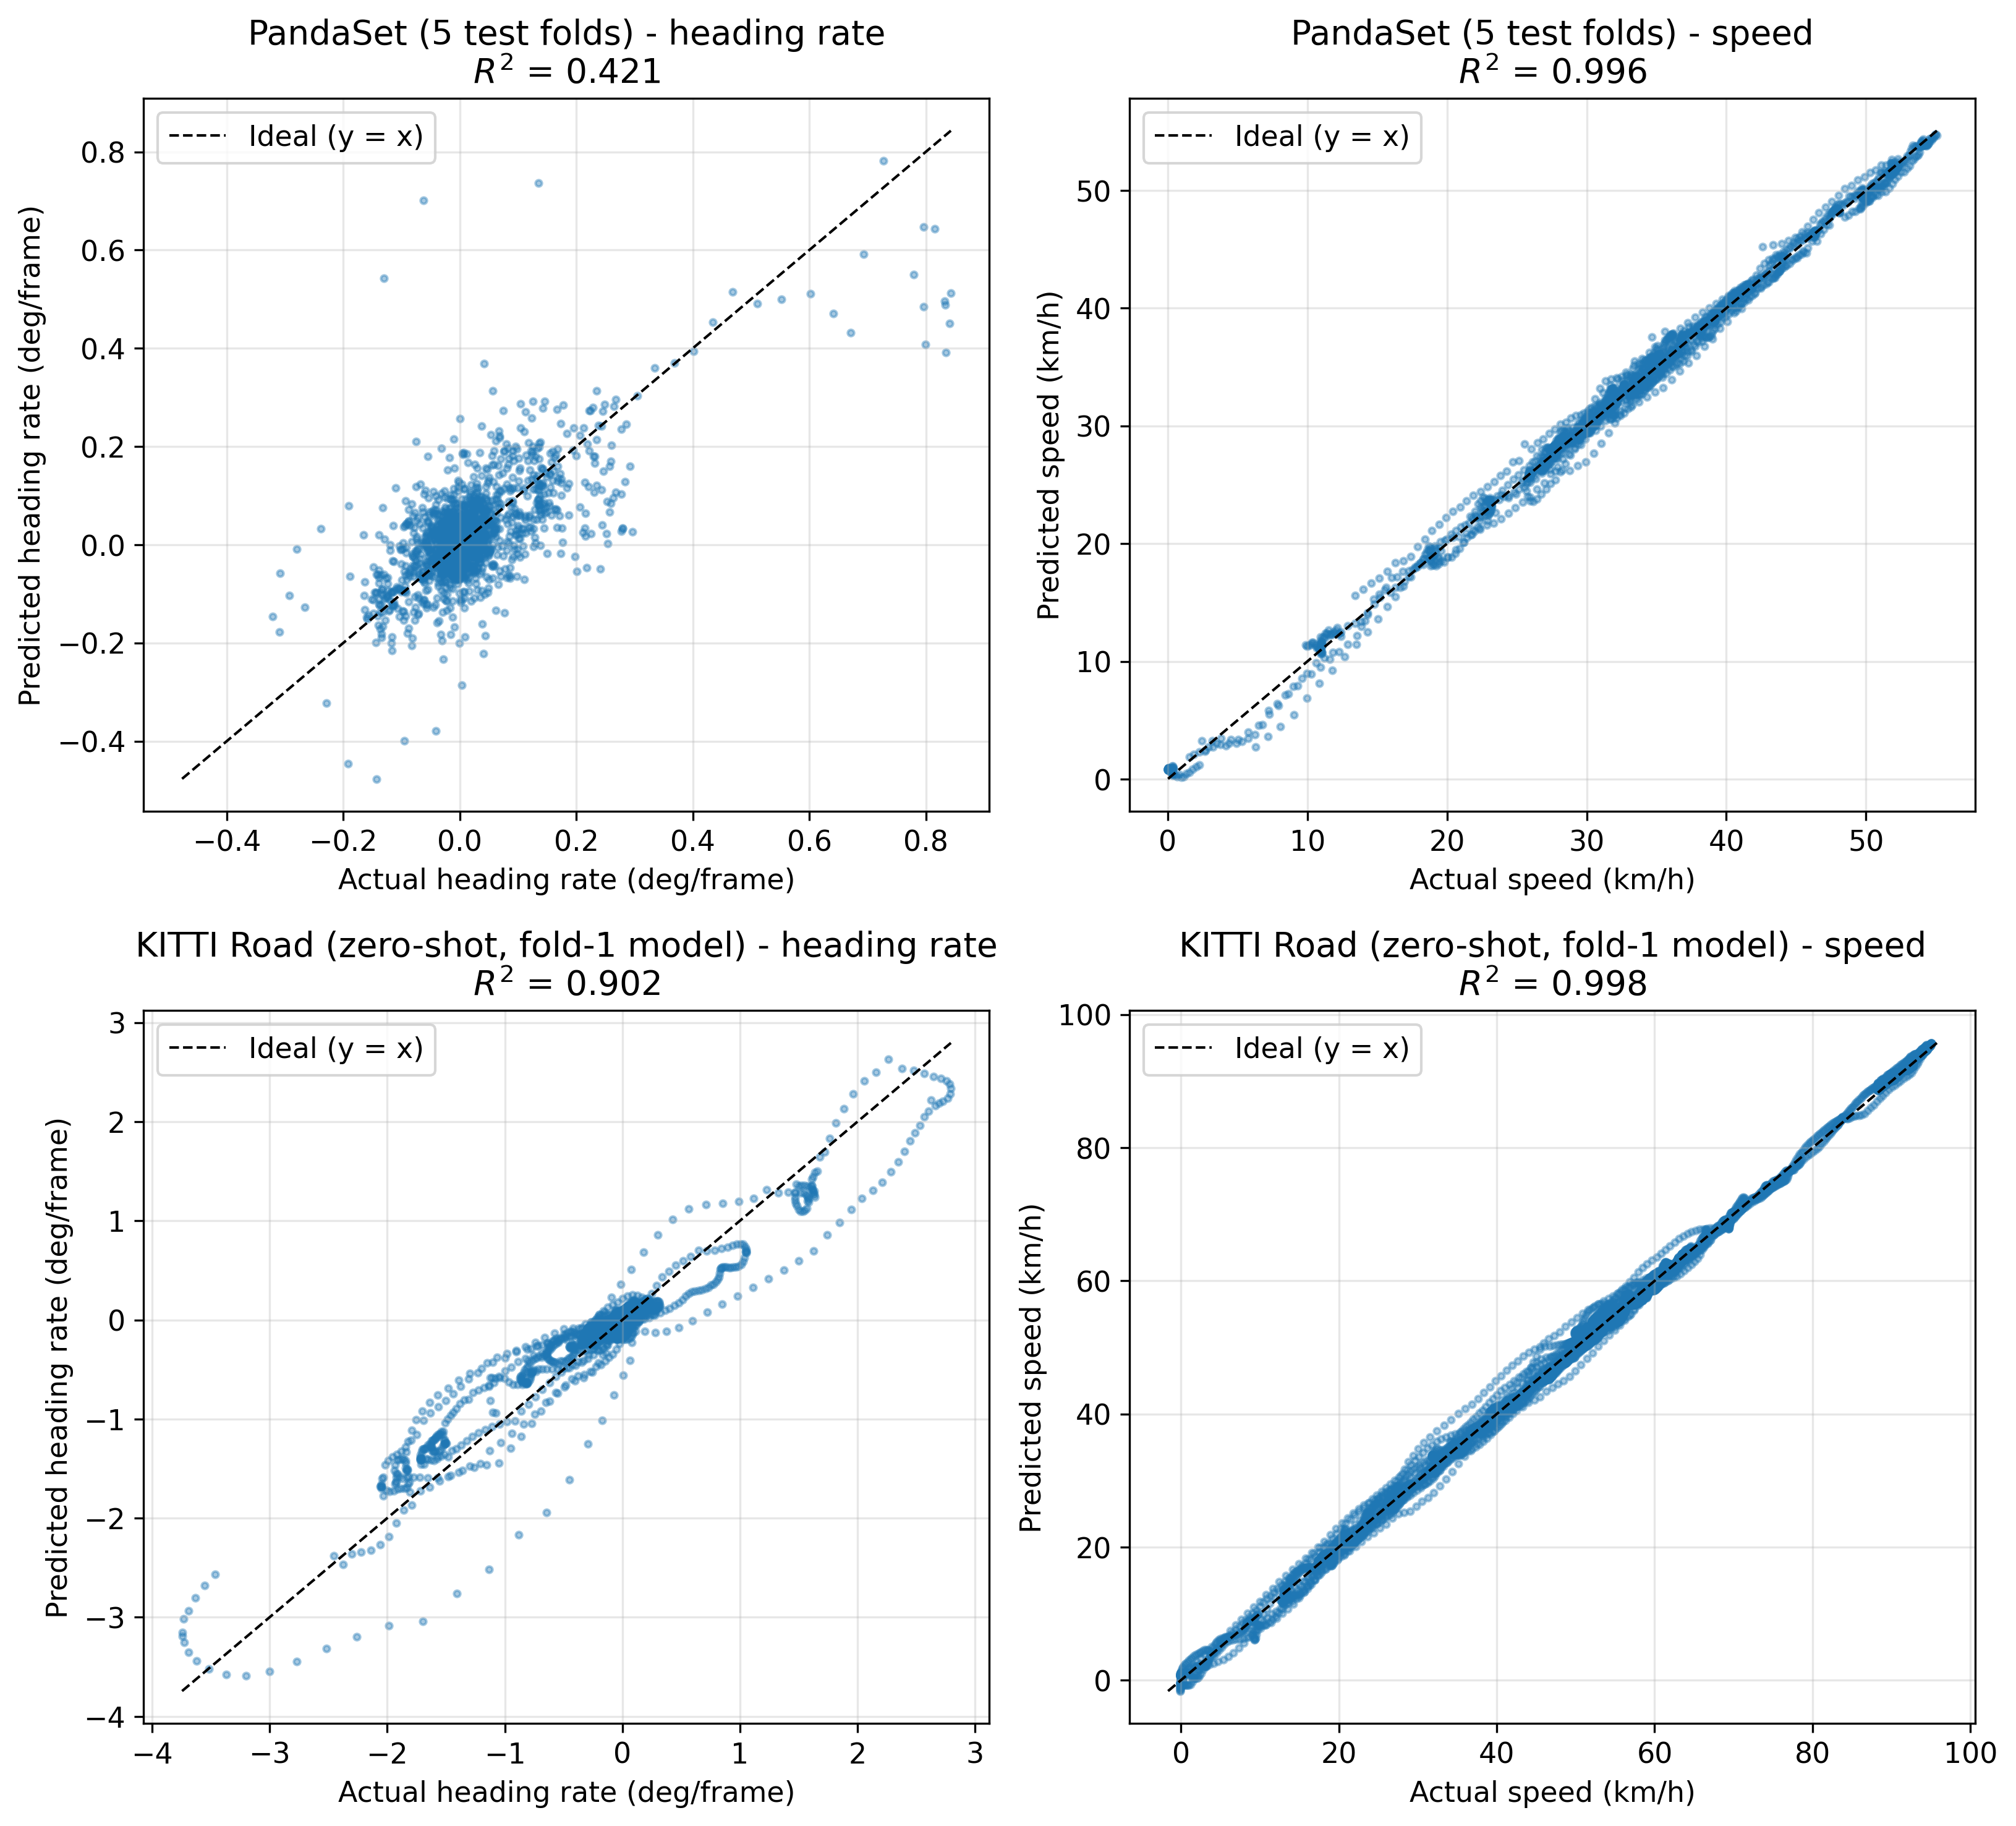 PandaSet (5 test folds) - heading rate
R² = 0.421
Ideal (y = x)
0.8
0.6
0.4
0.2
0.0
−0.2
−0.4
Predicted heading rate (deg/frame)
−0.4 −0.2 0.0 0.2 0.4 0.6 0.8
Actual heading rate (deg/frame)
PandaSet (5 test folds) - speed
R² = 0.996
Ideal (y = x)
50
40
30
20
10
0
Predicted speed (km/h)
0 10 20 30 40 50
Actual speed (km/h)
KITTI Road (zero-shot, fold-1 model) - heading rate
R² = 0.902
Ideal (y = x)
3
2
1
0
−1
−2
−3
−4
Predicted heading rate (deg/frame)
−4 −3 −2 −1 0 1 2 3
Actual heading rate (deg/frame)
KITTI Road (zero-shot, fold-1 model) - speed
R² = 0.998
Ideal (y = x)
100
80
60
40
20
0
Predicted speed (km/h)
0 20 40 60 80 100
Actual speed (km/h)